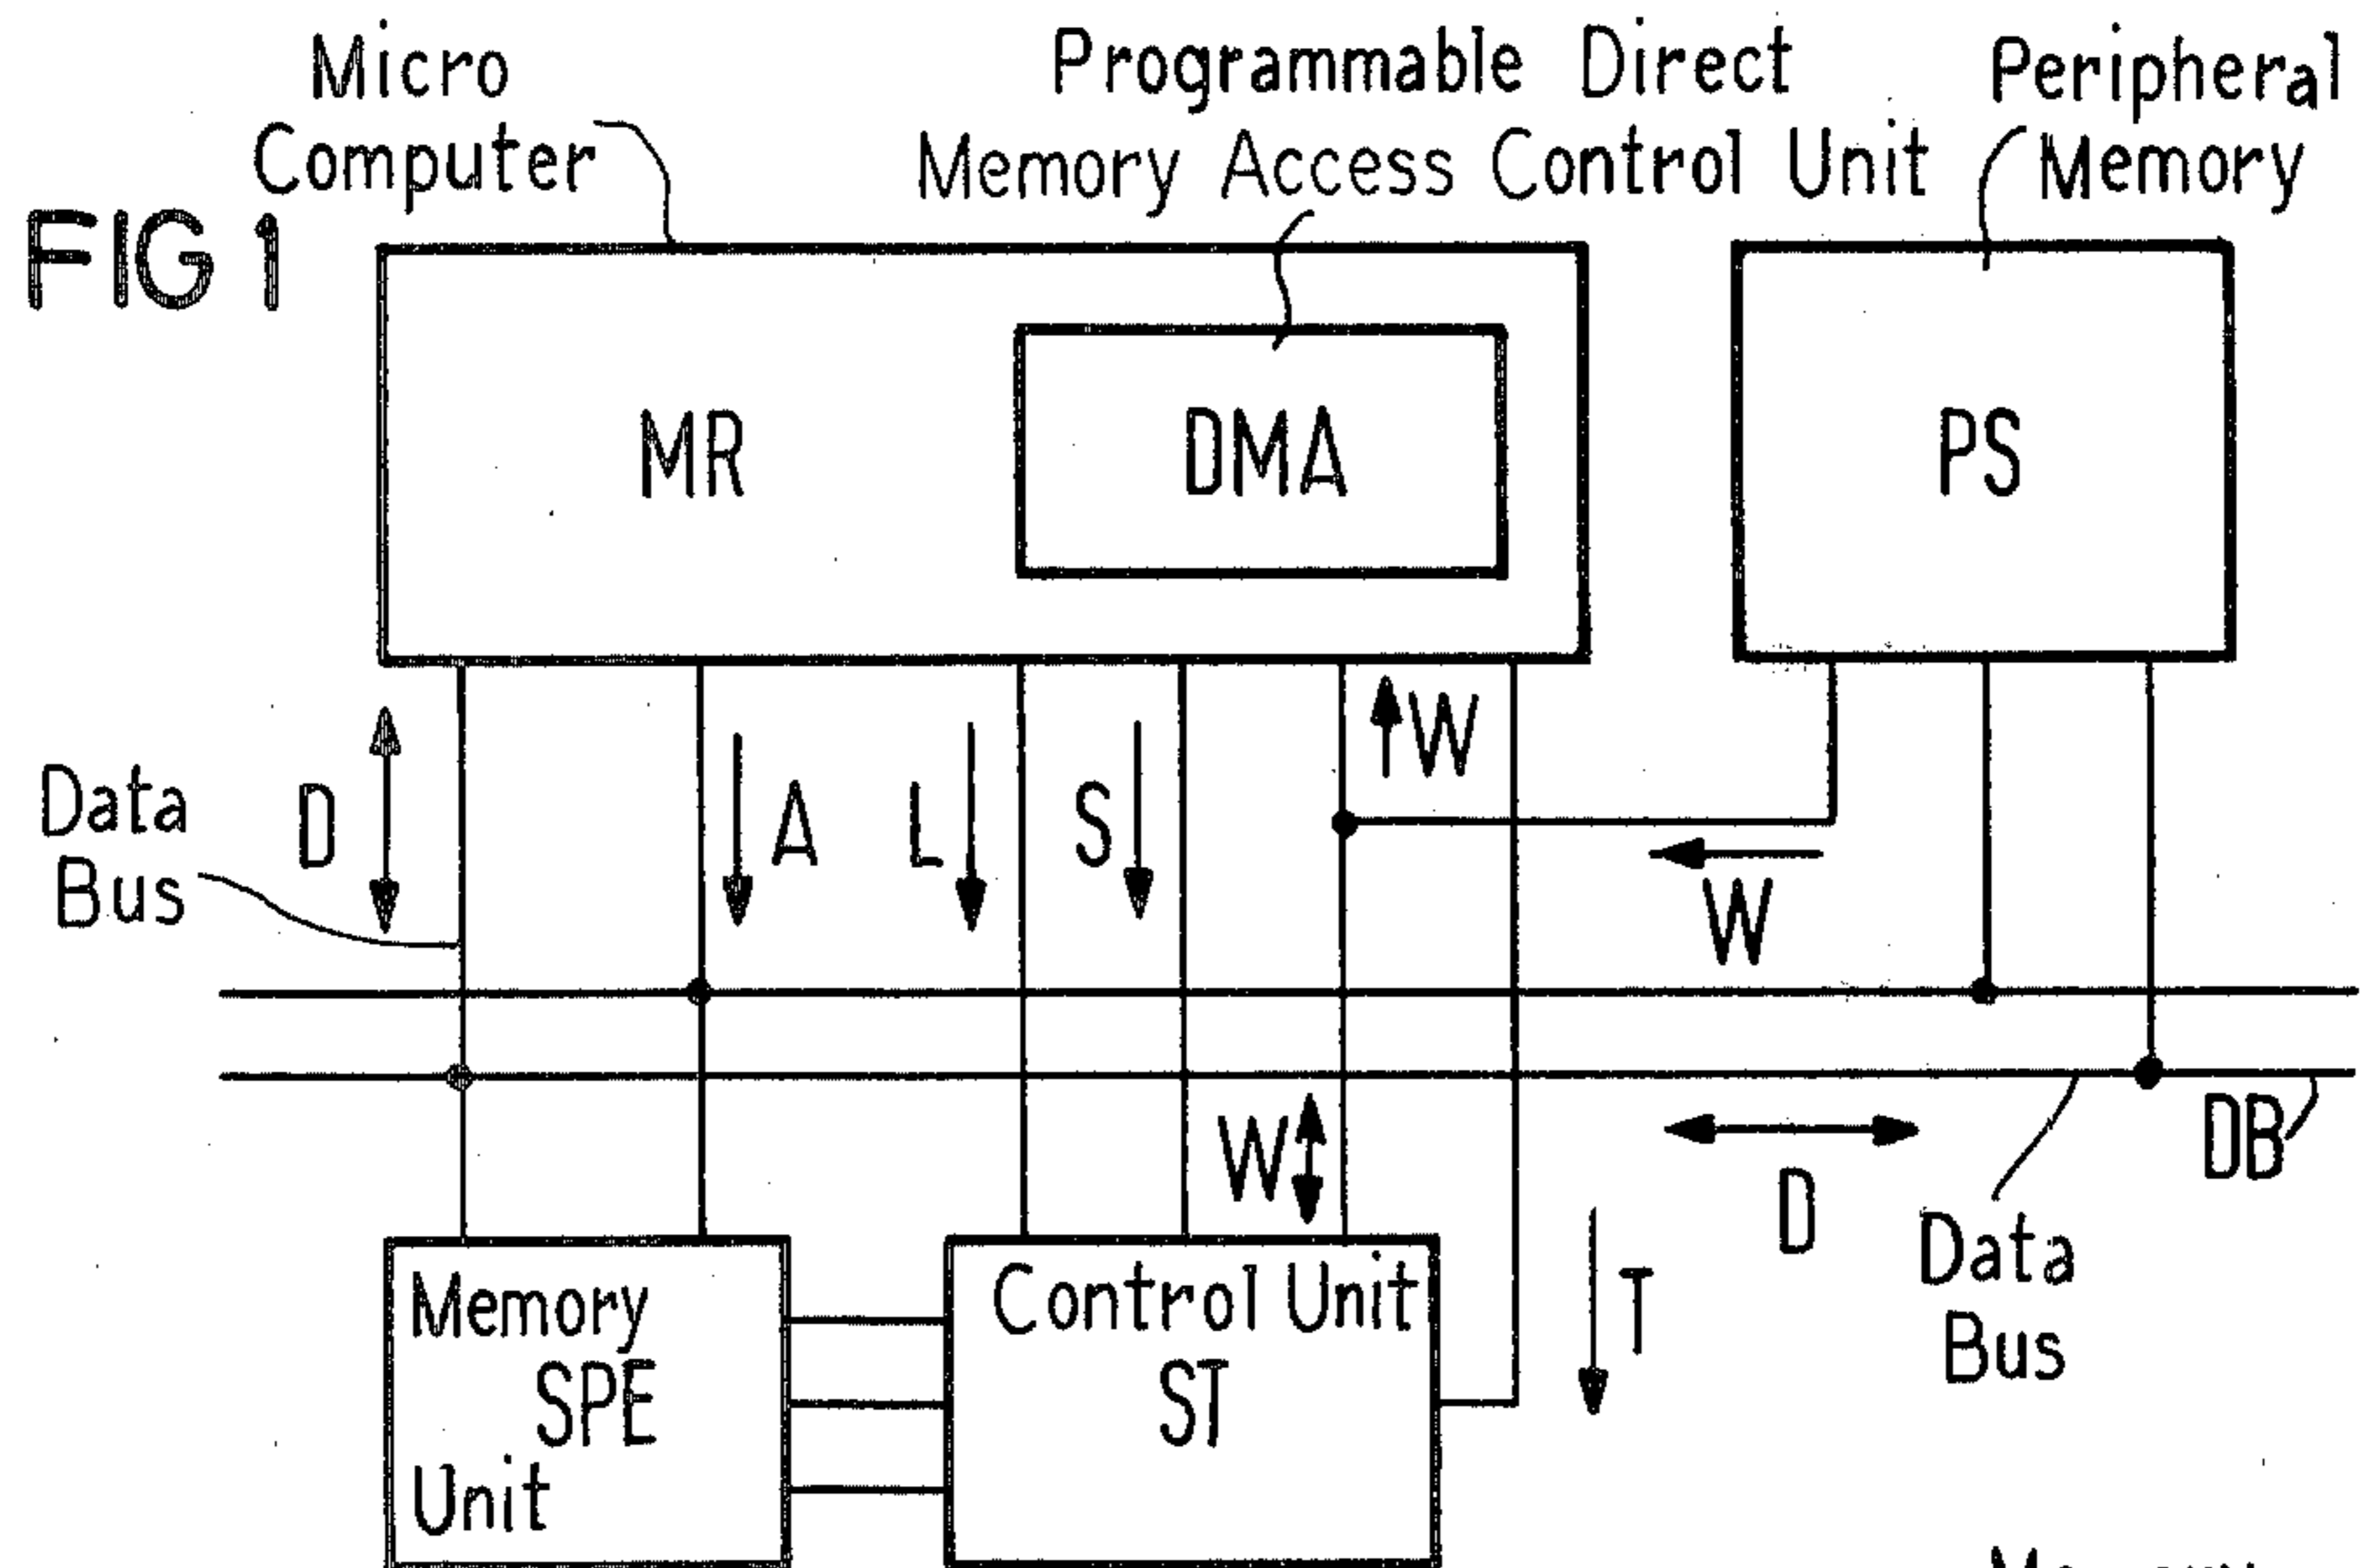 FIG 1
Micro
Computer
Programmable Direct
Memory Access Control Unit
Peripheral
Memory
MR
DMA
PS
Data
Bus
D
A
L
S
W
W
W
D
DB
T
Data
Bus
Memory
SPE
Unit
Control Unit
ST